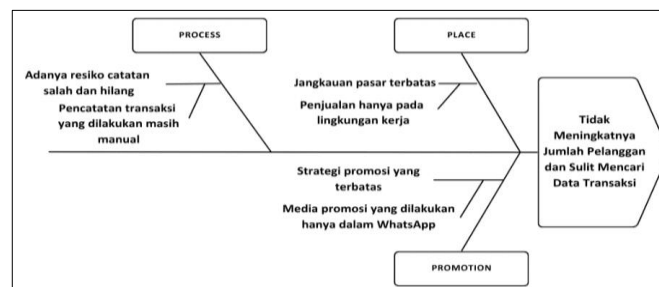 PROCESS
PLACE
Adanya resiko catatan
salah dan hilang
Pencatatan transaksi
yang dilakukan masih
manual
Jangkauan pasar terbatas
Penjualan hanya pada
lingkungan kerja
Tidak
Meningkatnya
Jumlah Pelanggan
dan Sulit Mencari
Data Transaksi
Strategi promosi yang
terbatas
Media promosi yang dilakukan
hanya dalam WhatsApp
PROMOTION